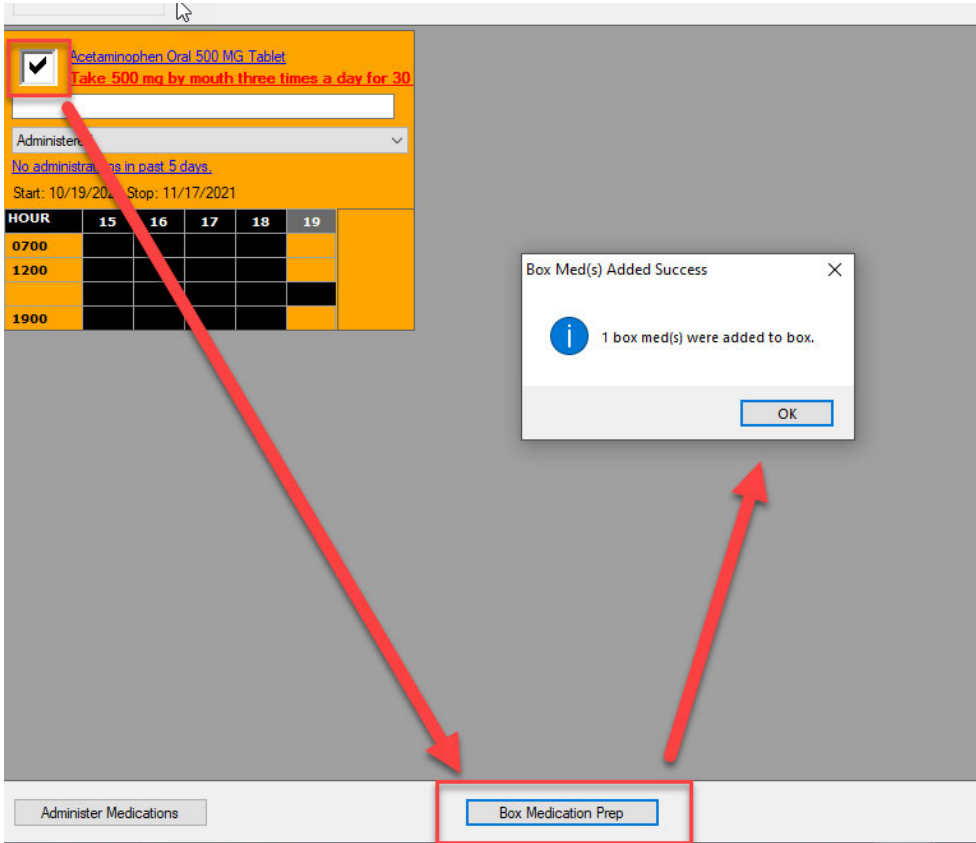 Acetaminophen Oral 500 MG Tablet
Take 500 mg by mouth three times a day for 30
No administrations in past 5 days.
Start: 10/19/202 Stop: 11/17/2021
HOUR 15 16 17 18 19
0700
1200
1900
Box Med(s) Added Success
1 box med(s) were added to box.
OK
Administer Medications
Box Medication Prep